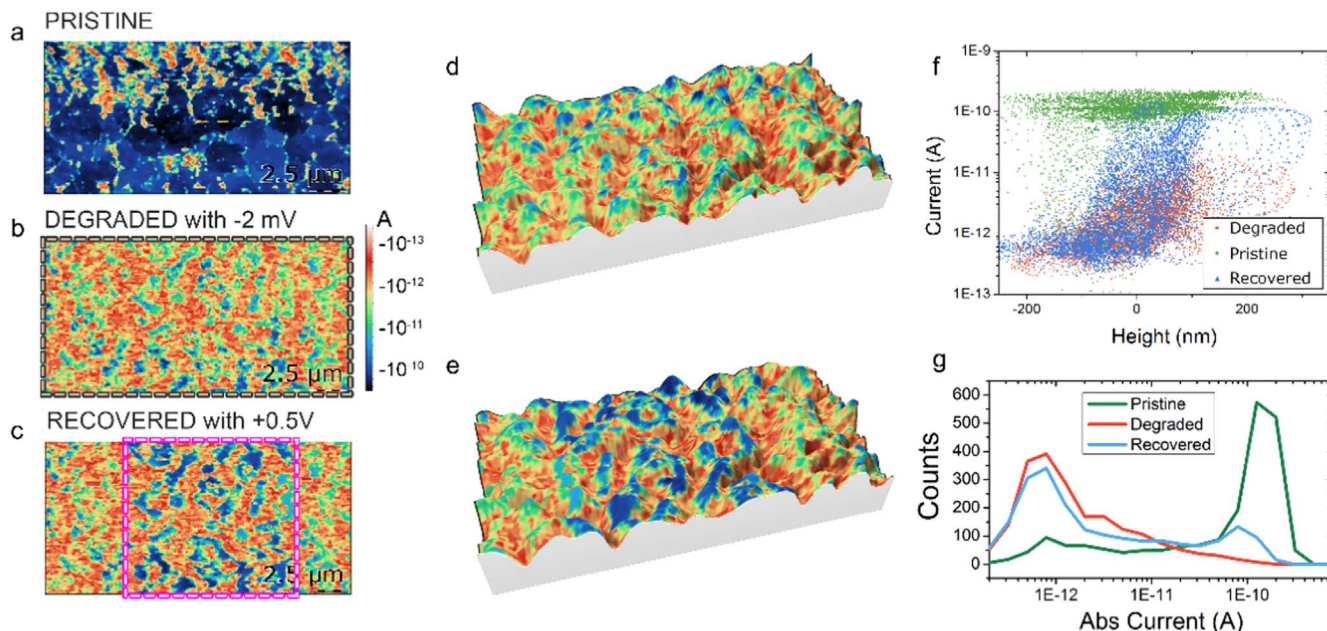 PRISTINE
a
2.5 μm
DEGRADED with -2 mV
b
A
-10-13
-10-12
-10-11
-10-10
2.5 μm
RECOVERED with +0.5V
c
2.5 μm
d
e
f
Current (A)
1E-9
1E-10
1E-11
1E-12
1E-13
Degraded
Pristine
Recovered
-200 0 200
Height (nm)
g
Counts
600
500
400
300
200
100
0
Pristine
Degraded
Recovered
1E-12 1E-11 1E-10
Abs Current (A)